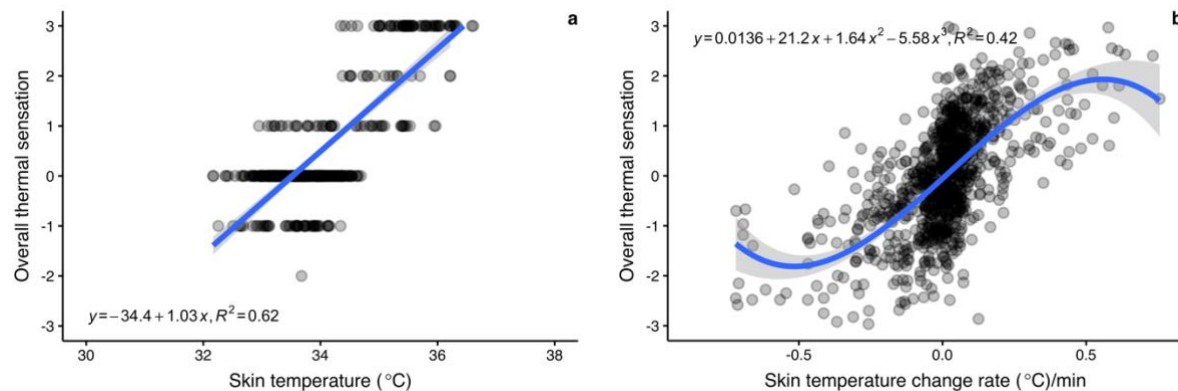 a
3
2
1
0
-1
-2
-3
Overall thermal sensation
y=−34.4+1.03x, R²=0.62
30 32 34 36 38
Skin temperature (°C)
b
y=0.0136+21.2x+1.64x²−5.58x³, R²=0.42
3
2
1
0
-1
-2
-3
Overall thermal sensation
-0.5 0.0 0.5
Skin temperature change rate (°C)/min